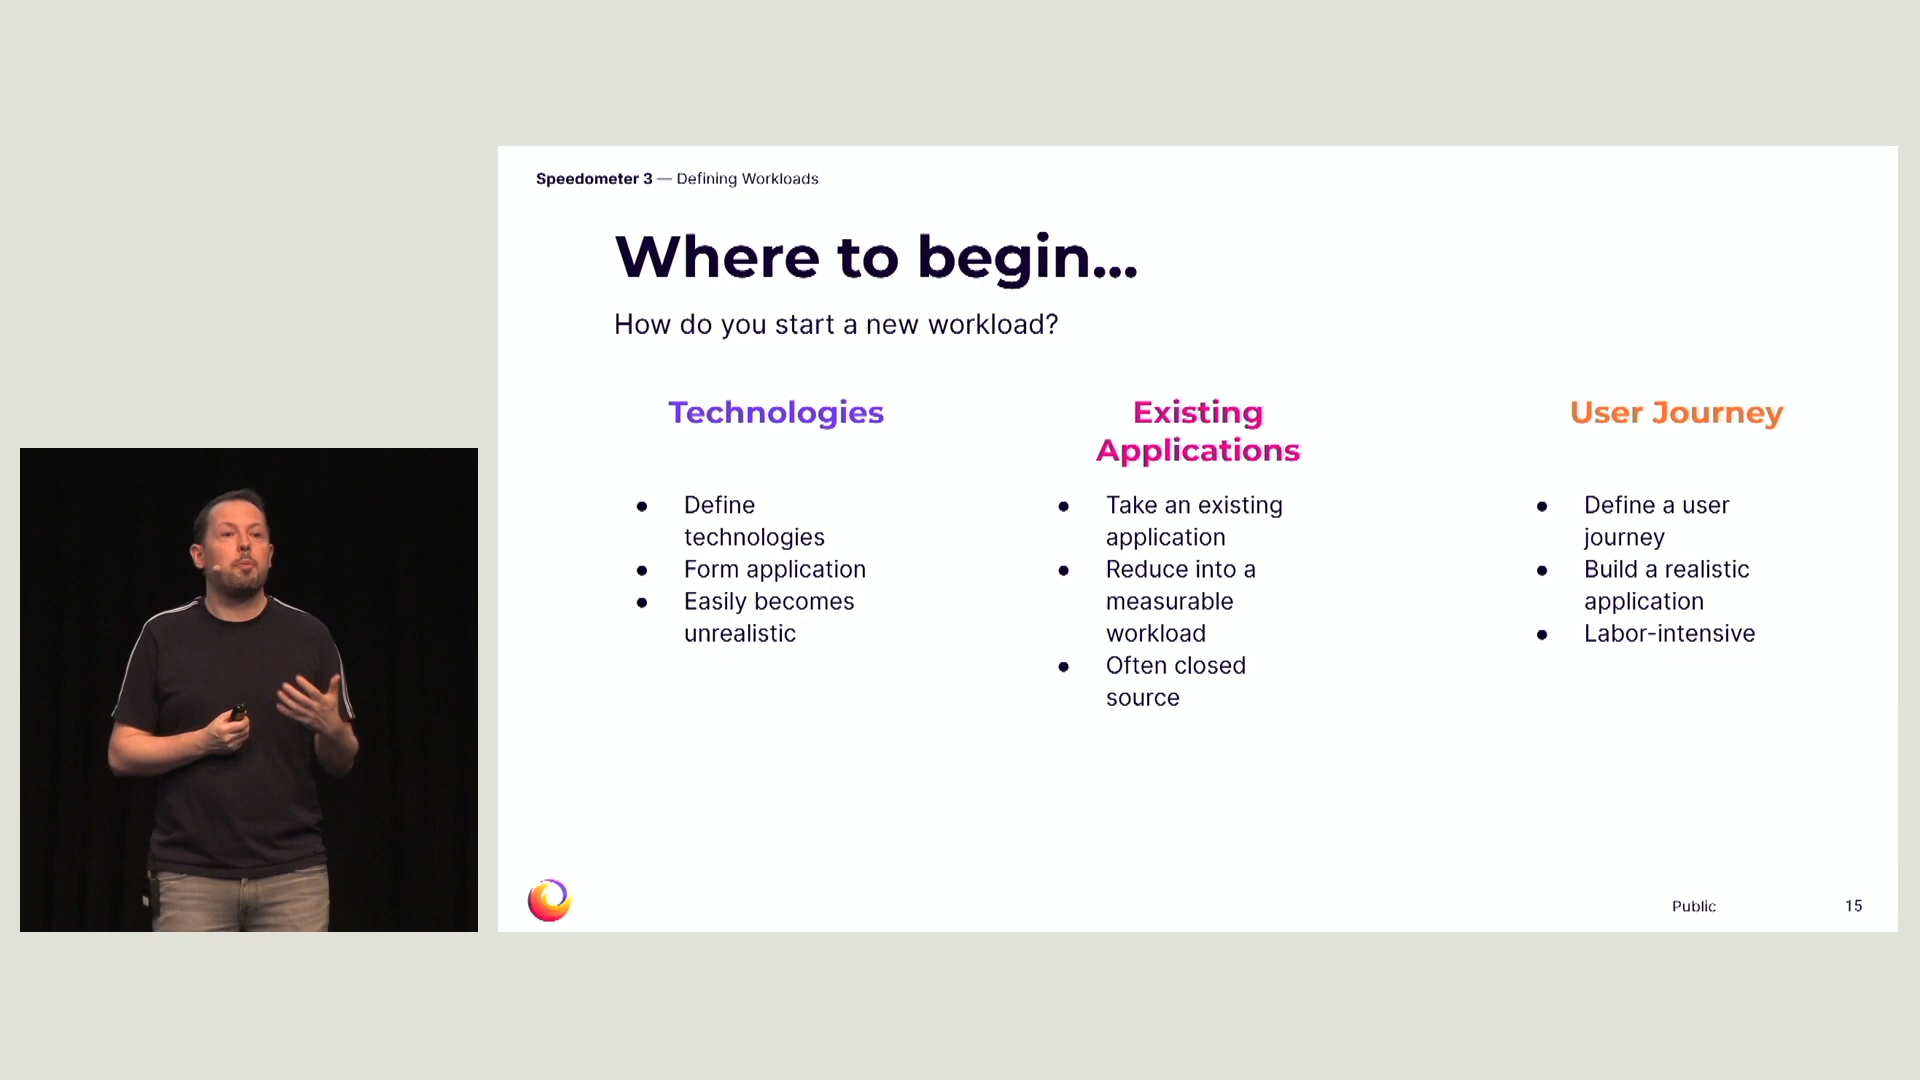 Speedometer 3 — Defining Workloads
Where to begin...
How do you start a new workload?
Technologies
● Define
technologies
● Form application
● Easily becomes
unrealistic
Existing
Applications
● Take an existing
application
● Reduce into a
measurable
workload
● Often closed
source
User Journey
● Define a user
journey
● Build a realistic
application
● Labor-intensive
Public
15